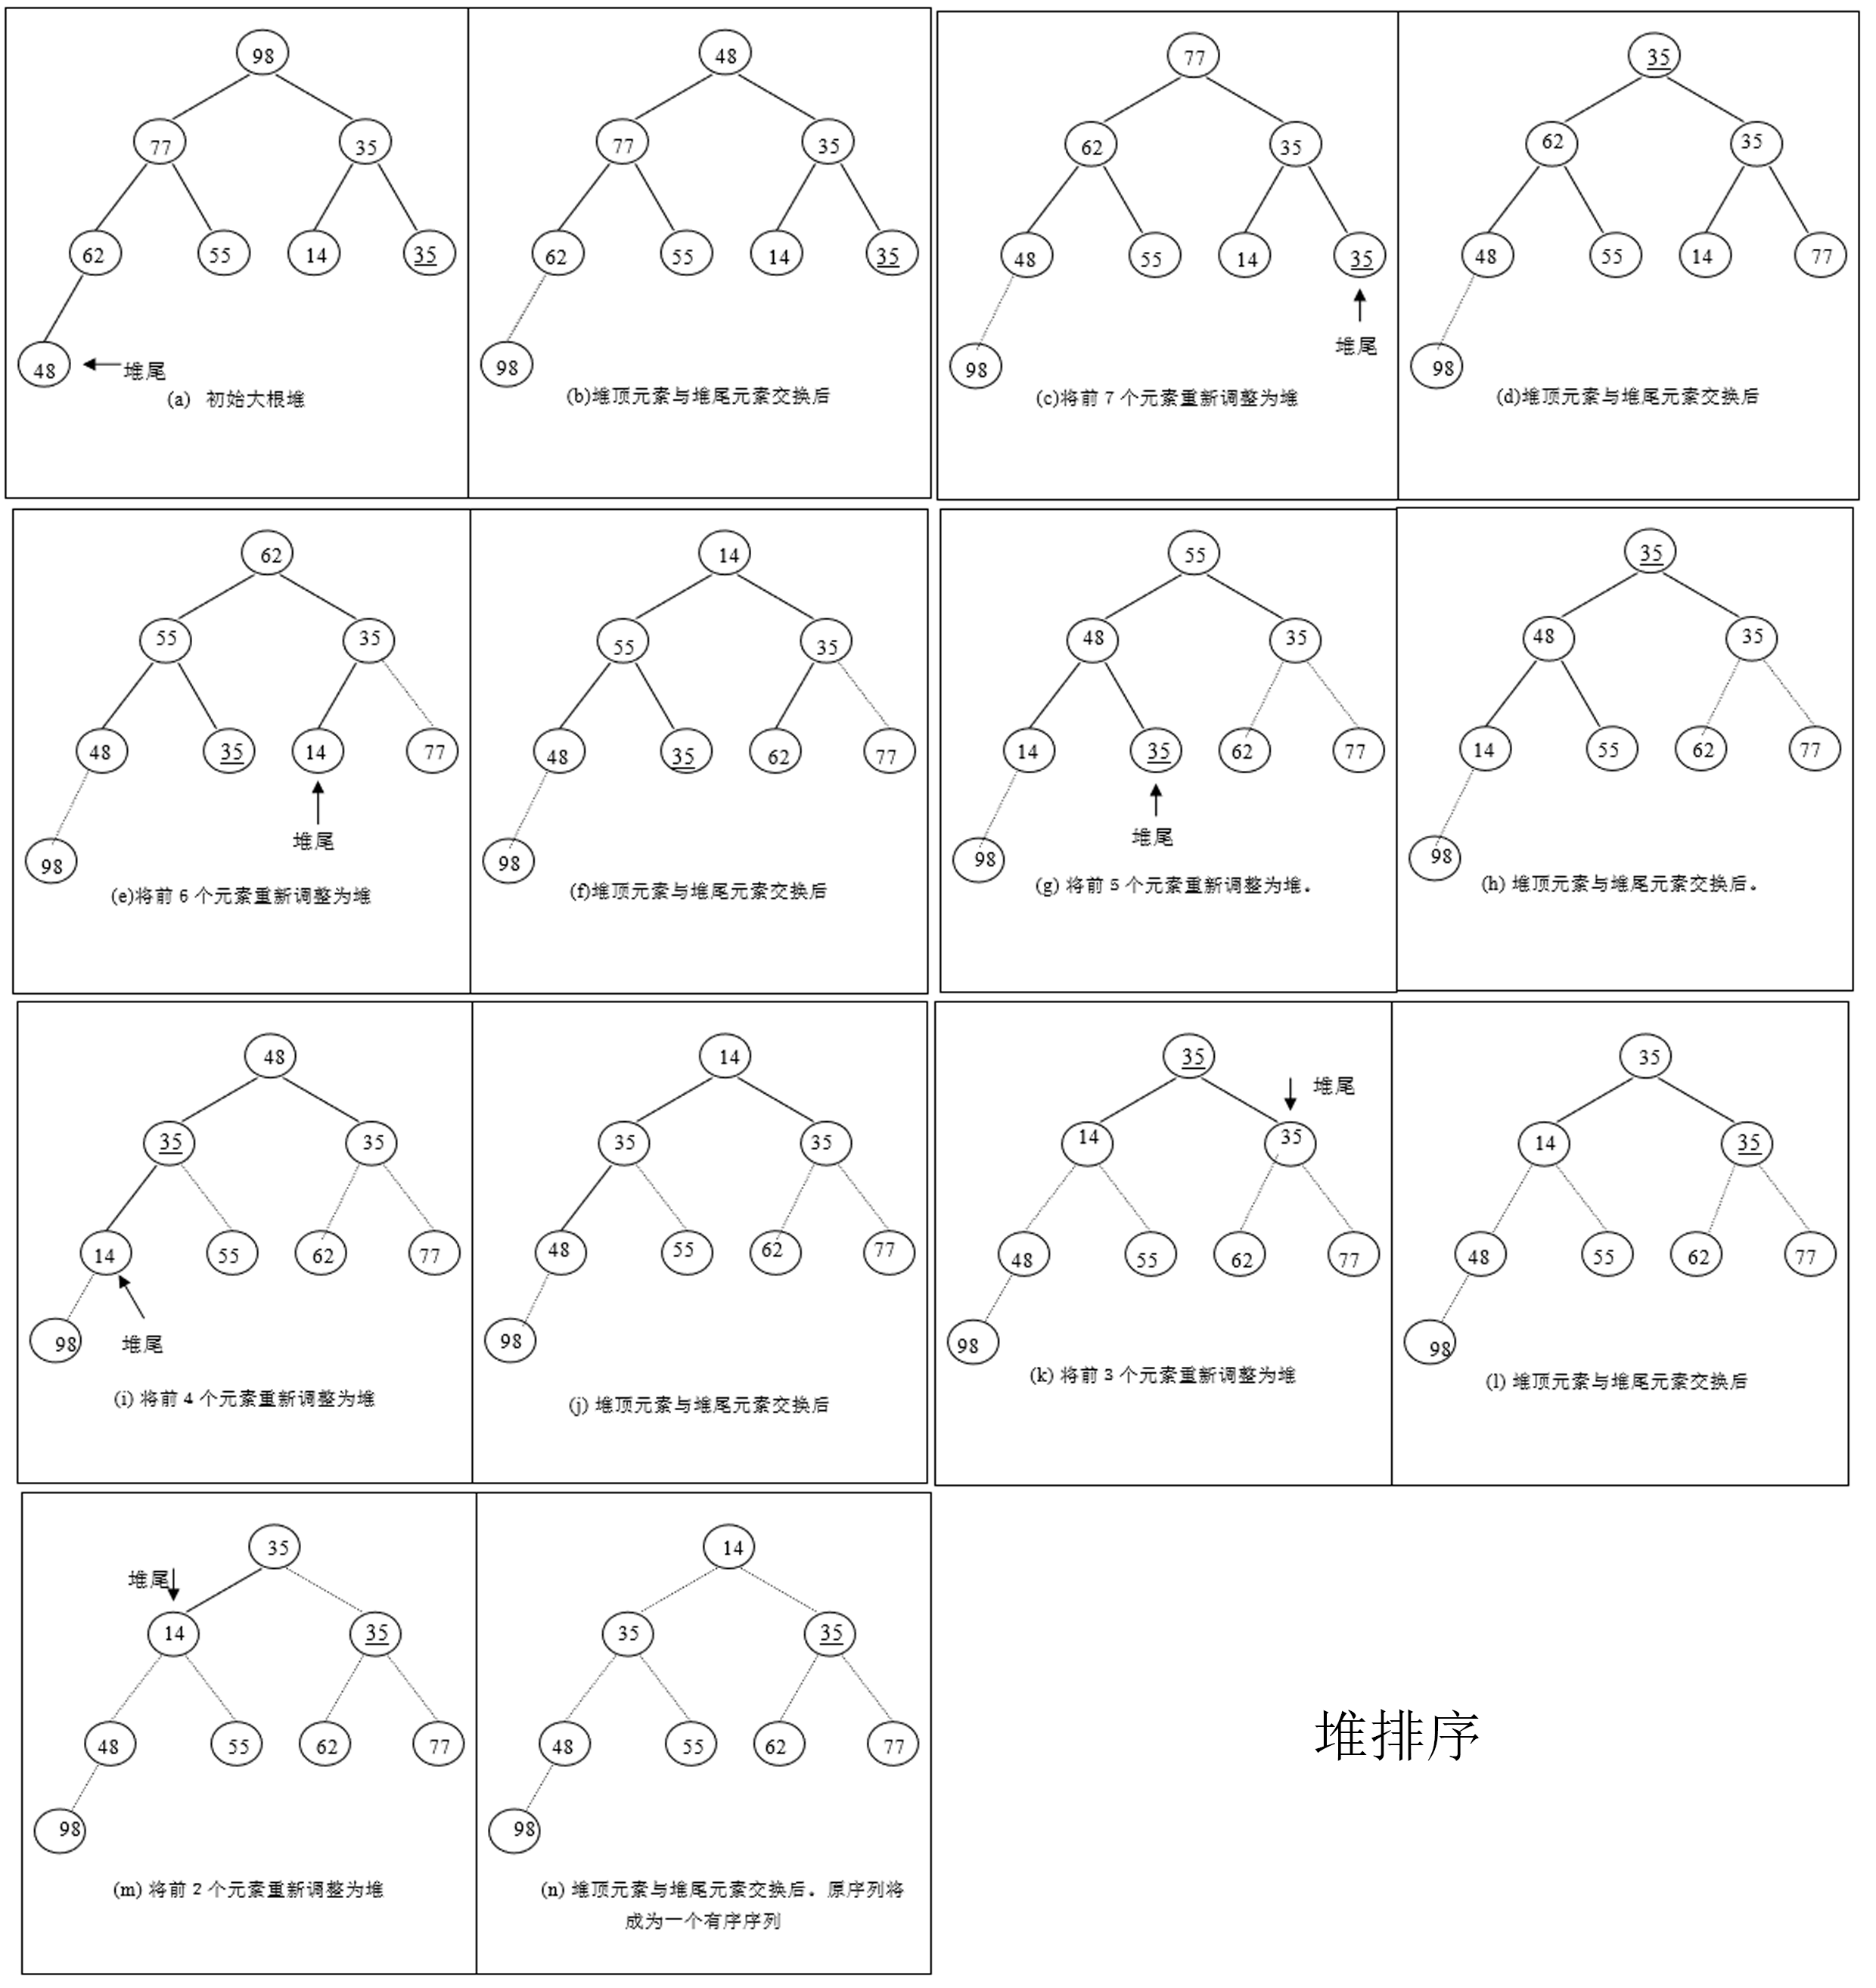 98
77 35
62 55 14 35
48 堆尾
(a) 初始大根堆
48
77 35
62 55 14 35
98
(b)堆顶元素与堆尾元素交换后
77
62 35
48 55 14 35
98 堆尾
(c)将前 7 个元素重新调整为堆
35
62 35
48 55 14 77
98
(d)堆顶元素与堆尾元素交换后
62
55 35
48 35 14 77
堆尾
98
(e)将前 6 个元素重新调整为堆
14
55 35
48 35 62 77
98
(f)堆顶元素与堆尾元素交换后
55
48 35
14 35 62 77
堆尾
98
(g) 将前 5 个元素重新调整为堆。
35
48 35
14 55 62 77
98
(h) 堆顶元素与堆尾元素交换后。
48
35 35
14 55 62 77
98 堆尾
(i) 将前 4 个元素重新调整为堆
14
35 35
48 55 62 77
98
(j) 堆顶元素与堆尾元素交换后
35
堆尾
14 35
48 55 62 77
98
(k) 将前 3 个元素重新调整为堆
35
14 35
48 55 62 77
98
(l) 堆顶元素与堆尾元素交换后
35
堆尾
14 35
48 55 62 77
98
(m) 将前 2 个元素重新调整为堆
14
35 35
48 55 62 77
98
(n) 堆顶元素与堆尾元素交换后。原序列将
成为一个有序序列
堆排序